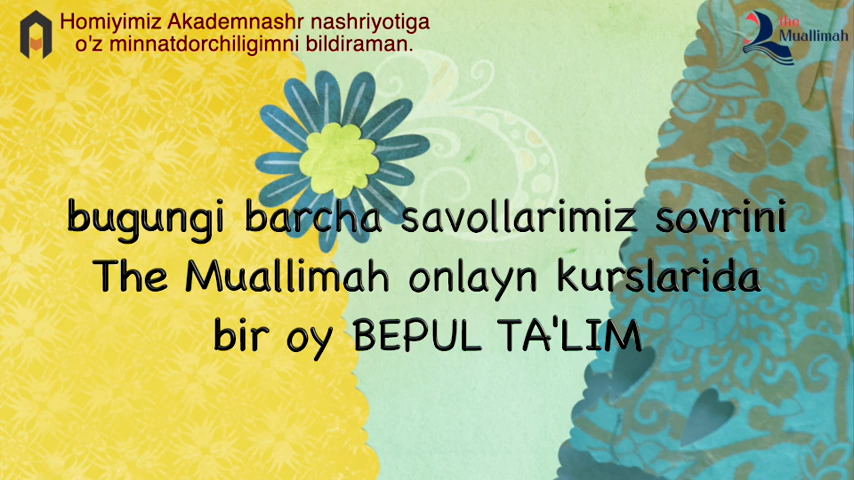 Homiyimiz Akademnashr nashriyotiga
o'z minnatdorchiligimni bildiraman.
the
Muallimah
bugungi barcha savollarimiz sovrini
The Muallimah onlayn kurslarida
bir oy BEPUL TA'LIM